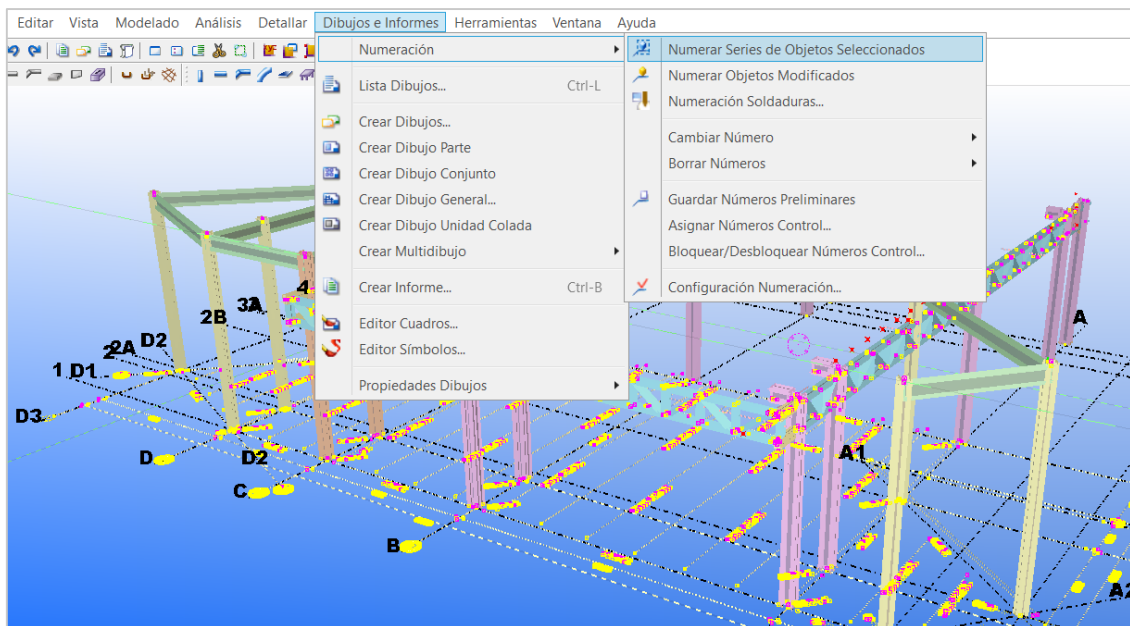 Editar Vista Modelado Análisis Detallar Dibujos e Informes Herramientas Ventana Ayuda
Numeración
Lista Dibujos... Ctrl-L
Crear Dibujos...
Crear Dibujo Parte
Crear Dibujo Conjunto
Crear Dibujo General...
Crear Dibujo Unidad Colada
Crear Multidibujo
Crear Informe... Ctrl-B
Editor Cuadros...
Editor Símbolos...
Propiedades Dibujos
Numerar Series de Objetos Seleccionados
Numerar Objetos Modificados
Numeración Soldaduras...
Cambiar Número
Borrar Números
Guardar Números Preliminares
Asignar Números Control...
Bloquear/Desbloquear Números Control...
Configuración Numeración...
4
2B
2A D2
1 D1
D3
D D2
C
B
A
A1
A2